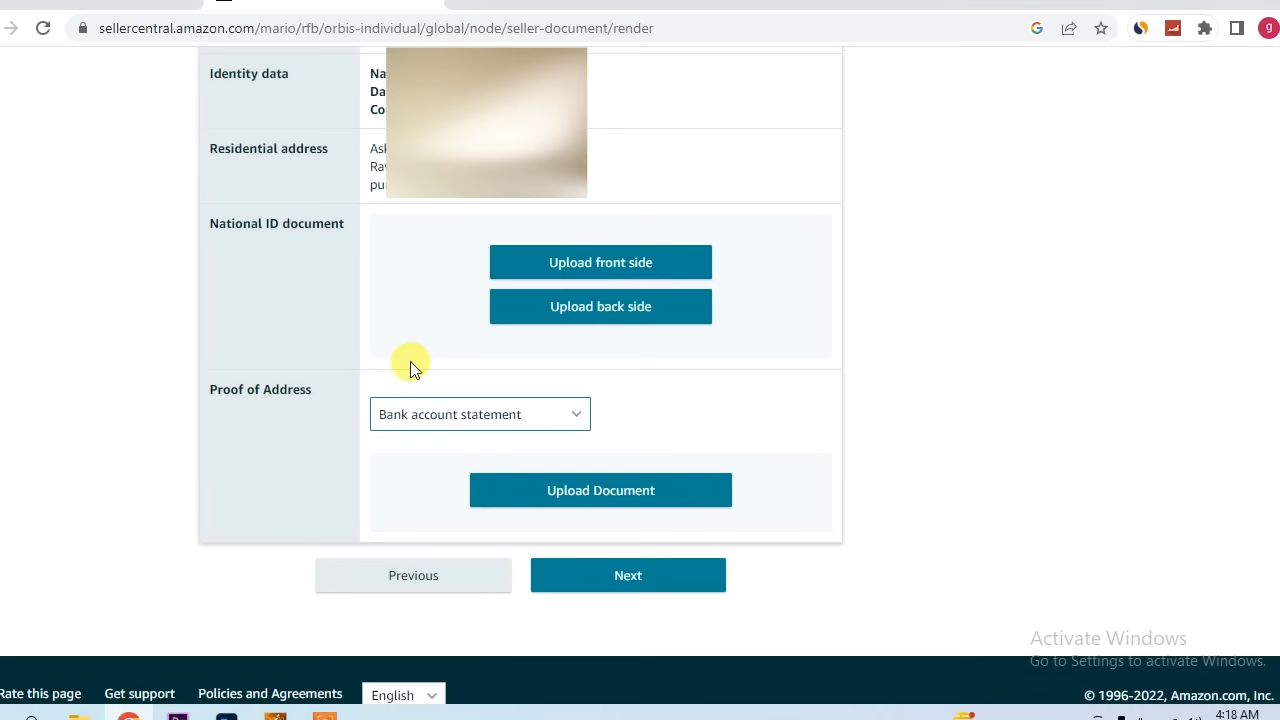 sellercentral.amazon.com/mario/rfb/orbis-individual/global/mde/seller-document/render
g
Identity data
Na
Da
Co
Residential address
Asl
Rav
pu
National ID document
Upload front side
Upload back side
Proof of Address
Bank account statement
Upload Document
Previous
Next
Activate Windows
Go to Settings to activate Windows.
Rate this page
Get support
Policies and Agreements
English
© 1996-2022, Amazon.com, Inc.
4:18 AM